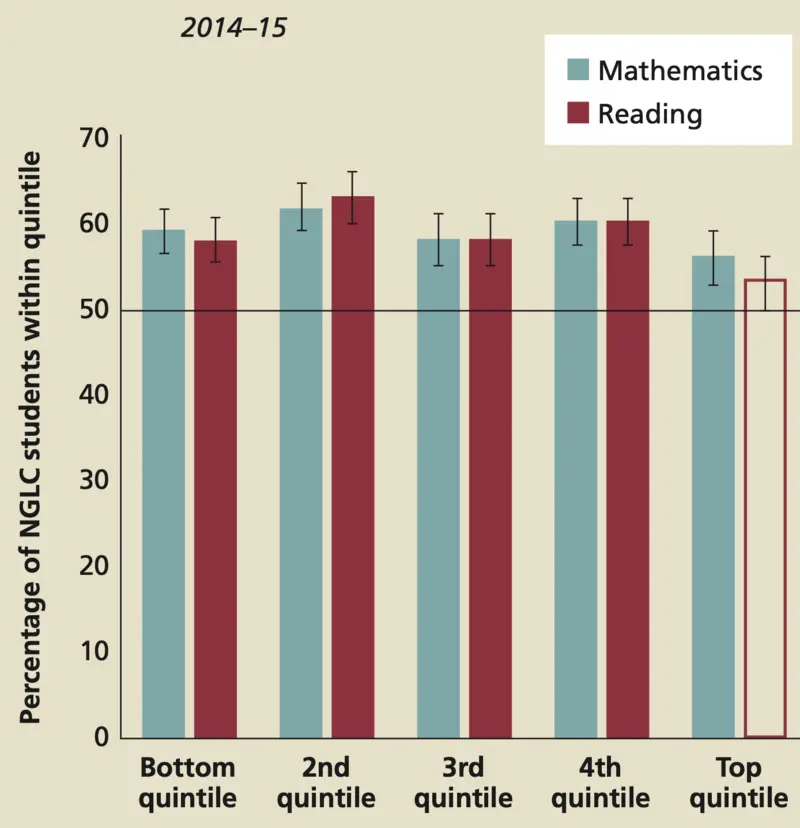 2014–15
Mathematics
Reading
Percentage of NGLC students within quintile
70
60
50
40
30
20
10
0
Bottom
quintile
2nd
quintile
3rd
quintile
4th
quintile
Top
quintile